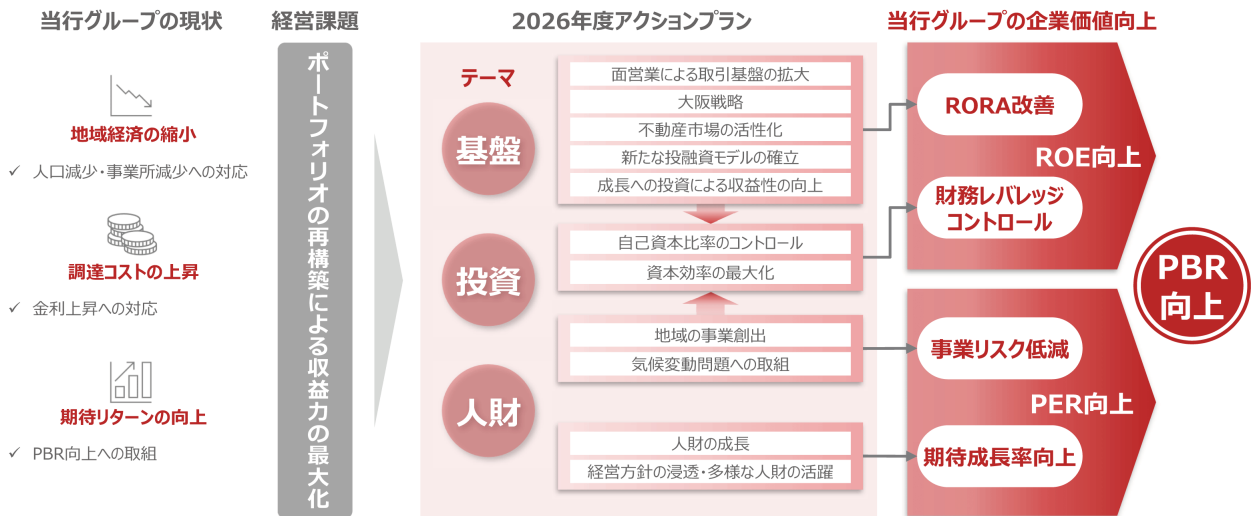 当行グループの現状
地域経済の縮小
✓ 人口減少・事業所減少への対応
調達コストの上昇
✓ 金利上昇への対応
期待リターンの向上
✓ PBR向上への取組
経営課題
ポートフォリオの再構築による収益力の最大化
2026年度アクションプラン
テーマ
基盤
投資
人財
面営業による取引基盤の拡大
大阪戦略
不動産市場の活性化
新たな投融資モデルの確立
成長への投資による収益性の向上
自己資本比率のコントロール
資本効率の最大化
地域の事業創出
気候変動問題への取組
人財の成長
経営方針の浸透・多様な人財の活躍
当行グループの企業価値向上
RORA改善
ROE向上
財務レバレッジ
コントロール
事業リスク低減
PER向上
期待成長率向上
PBR
向上